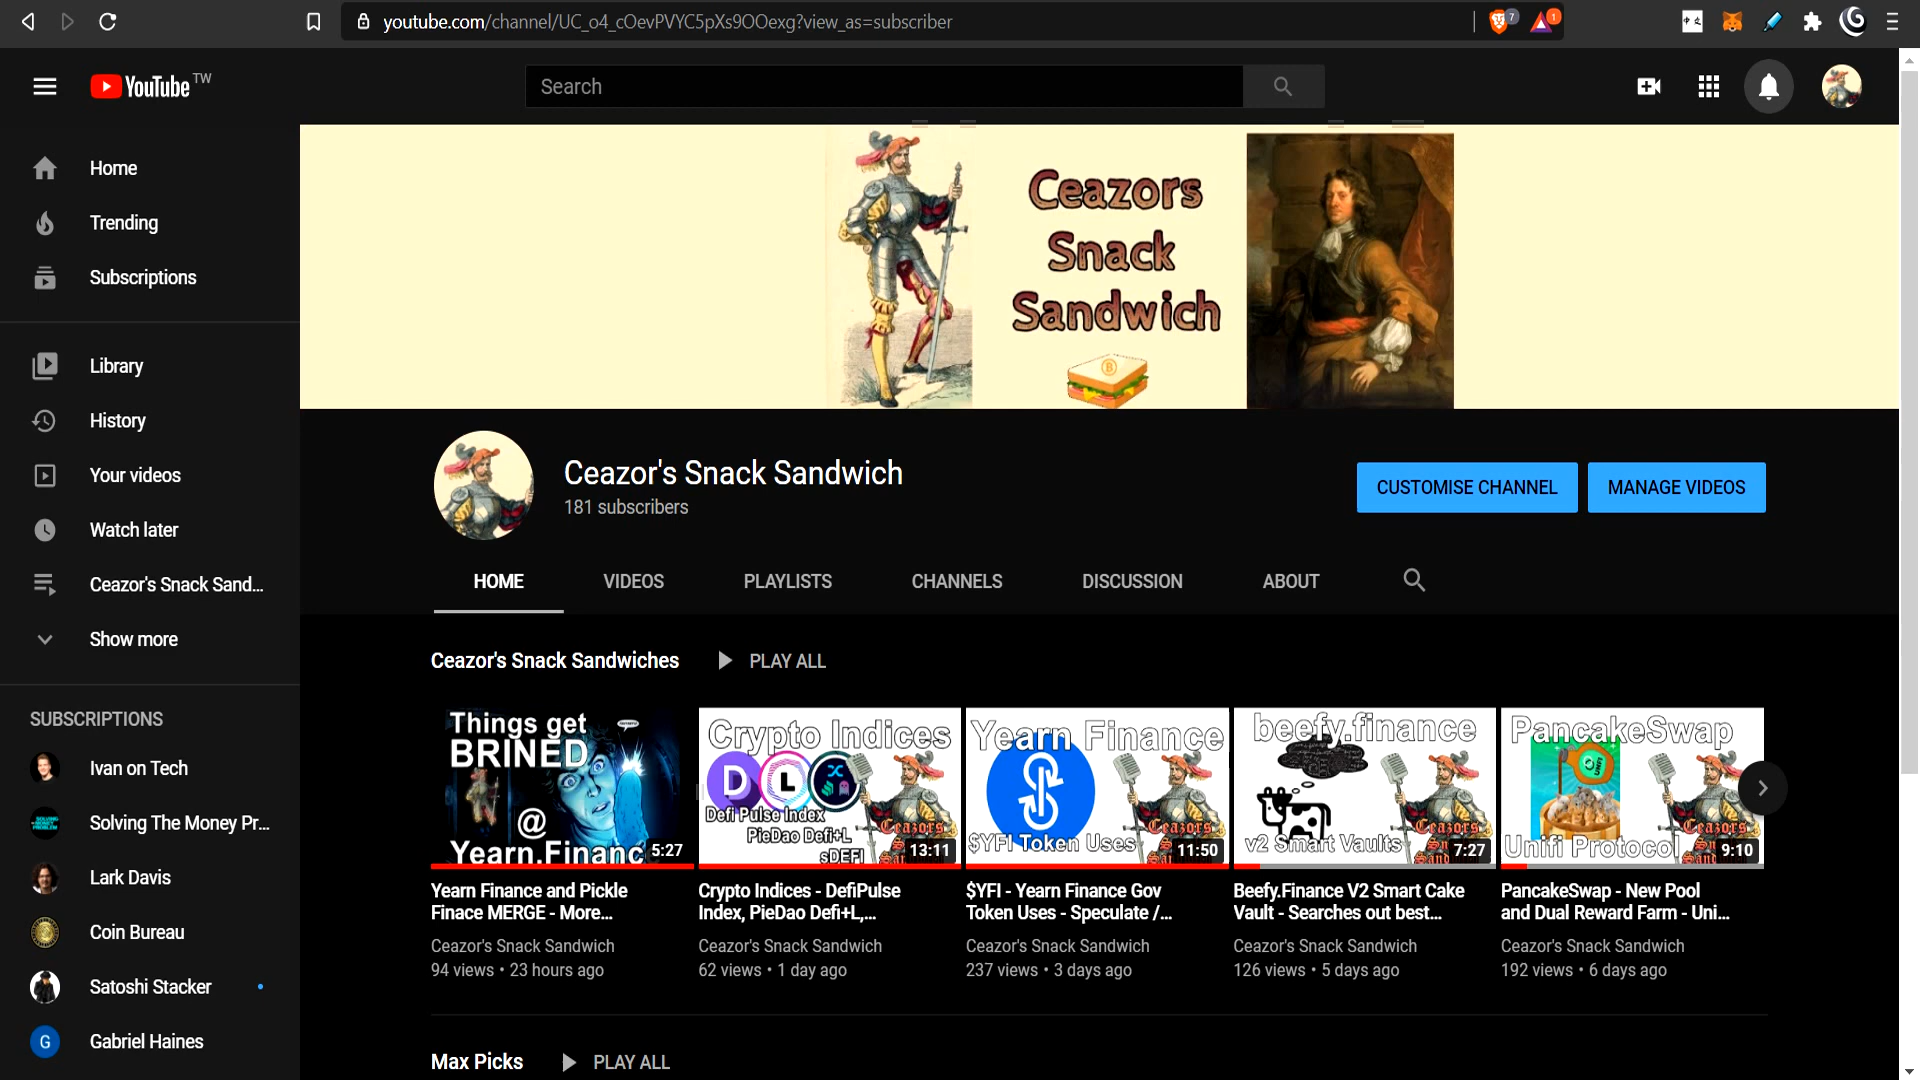 youtube.com/channel/UC_o4_cOevPVYC5pXs9OOexg?view_as=subscriber
7
1
YouTube TW
Search
Home
Trending
Subscriptions
Library
History
Your videos
Watch later
Ceazor's Snack Sand...
Show more
SUBSCRIPTIONS
Ivan on Tech
Solving The Money Pr...
Lark Davis
Coin Bureau
Satoshi Stacker
G
Gabriel Haines
Ceazors
Snack
Sandwich
Ceazor's Snack Sandwich
181 subscribers
CUSTOMISE CHANNEL
MANAGE VIDEOS
HOME
VIDEOS
PLAYLISTS
CHANNELS
DISCUSSION
ABOUT
Ceazor's Snack Sandwiches
PLAY ALL
Things get
BRINED
@
Yearn.Financ
5:27
Yearn Finance and Pickle
Finace MERGE - More...
Ceazor's Snack Sandwich
94 views • 23 hours ago
Crypto Indices
D
L
Defi Pulse Index
PieDao Defi+L
sDEFI
Ceazors
13:11
Crypto Indices - DefiPulse
Index, PieDao Defi+L,...
Ceazor's Snack Sandwich
62 views • 1 day ago
Yearn Finance
$YFI Token Uses
Ceazors
11:50
$YFI - Yearn Finance Gov
Token Uses - Speculate /...
Ceazor's Snack Sandwich
237 views • 3 days ago
beefy.finance
v2 Smart Vaults
Ceazors
7:27
Beefy.Finance V2 Smart Cake
Vault - Searches out best...
Ceazor's Snack Sandwich
126 views • 5 days ago
PancakeSwap
Unifi Protocol
Ceazors
9:10
PancakeSwap - New Pool
and Dual Reward Farm - Uni...
Ceazor's Snack Sandwich
192 views • 6 days ago
Max Picks
PLAY ALL